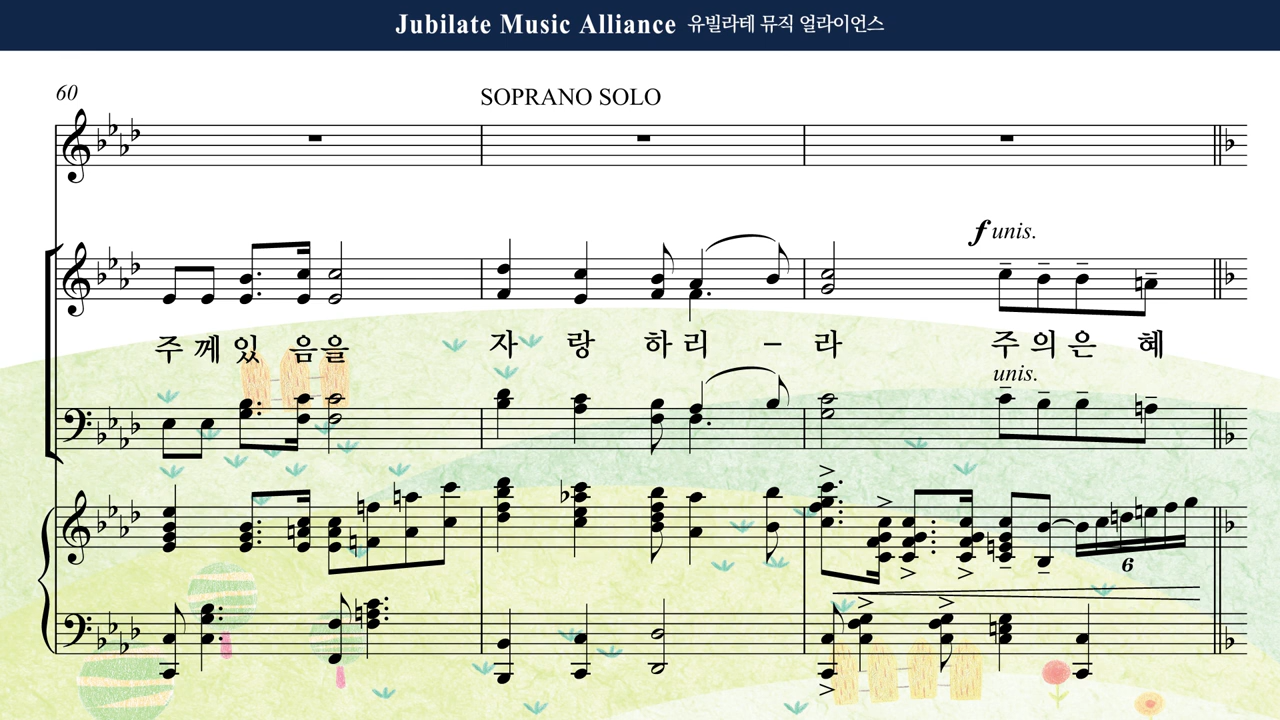 Jubilate Music Alliance 유빌라테 뮤직 얼라이언스
60
SOPRANO SOLO
f unis.
주 께 있 음 을 자 랑 하 리 – 라 주 의 은 혜
unis.
6